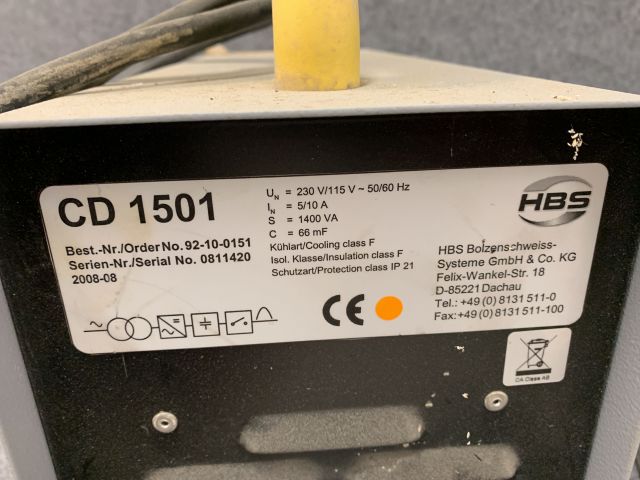 CD 1501
Best.-Nr./Order No. 92-10-0151
Serien-Nr./Serial No. 0811420
2008-08
U_N = 230 V/115 V ~ 50/60 Hz
I_N = 5/10 A
S = 1400 VA
C = 66 mF
Kühlart/Cooling class F
Isol. Klasse/Insulation class F
Schutzart/Protection class IP 21
CE
HBS
HBS Bolzenschweiss-
Systeme GmbH & Co. KG
Felix-Wankel-Str. 18
D-85221 Dachau
Tel.: +49 (0) 8131 511-0
Fax: +49 (0) 8131 511-100
CA Class AB